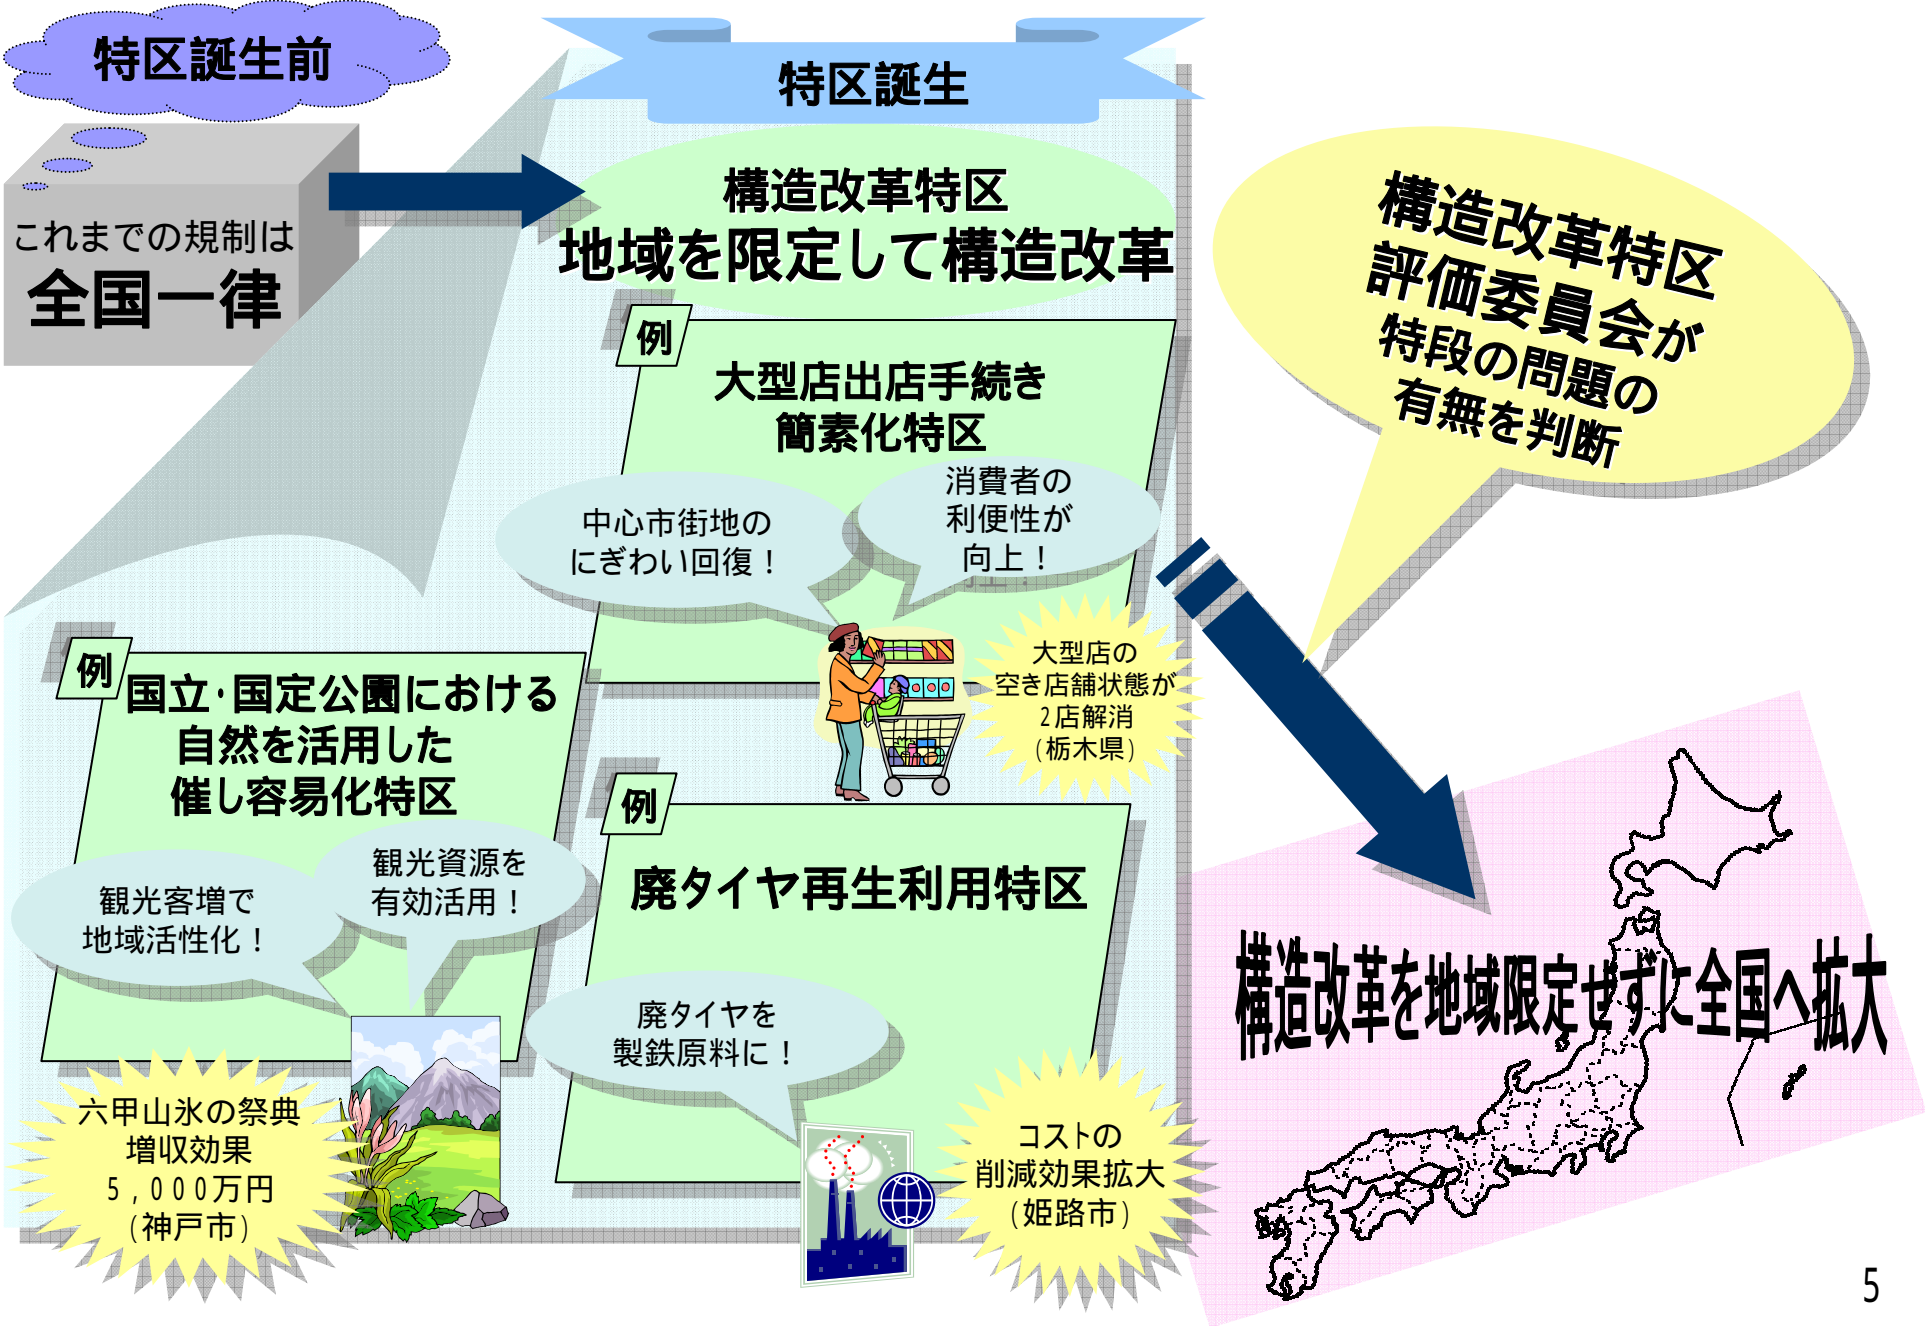 特区誕生前
これまでの規制は
全国一律
特区誕生
構造改革特区
地域を限定して構造改革
例
大型店出店手続き
簡素化特区
中心市街地の
にぎわい回復！
消費者の
利便性が
向上！
大型店の
空き店舗状態が
2店解消
(栃木県)
例
国立・国定公園における
自然を活用した
催し容易化特区
観光客増で
地域活性化！
観光資源を
有効活用！
六甲山氷の祭典
増収効果
5,000万円
(神戸市)
例
廃タイヤ再生利用特区
廃タイヤを
製鉄原料に！
コストの
削減効果拡大
(姫路市)
構造改革特区
評価委員会が
特段の問題の
有無を判断
構造改革を地域限定せずに全国へ拡大
5